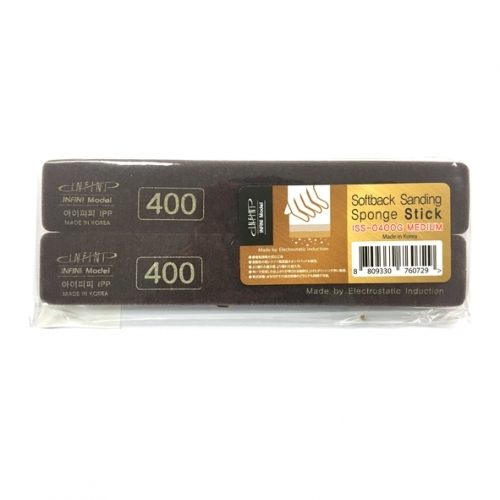 INFINI Model
아이피피 IPP
MADE IN KOREA
400
INFINI Model
아이피피 IPP
MADE IN KOREA
400
Made by Electrostatic Induction
Softback Sanding
Sponge Stick
ISS-0400G MEDIUM
Made in Korea
8 809330 760729 >
Made by Electrostatic Induction